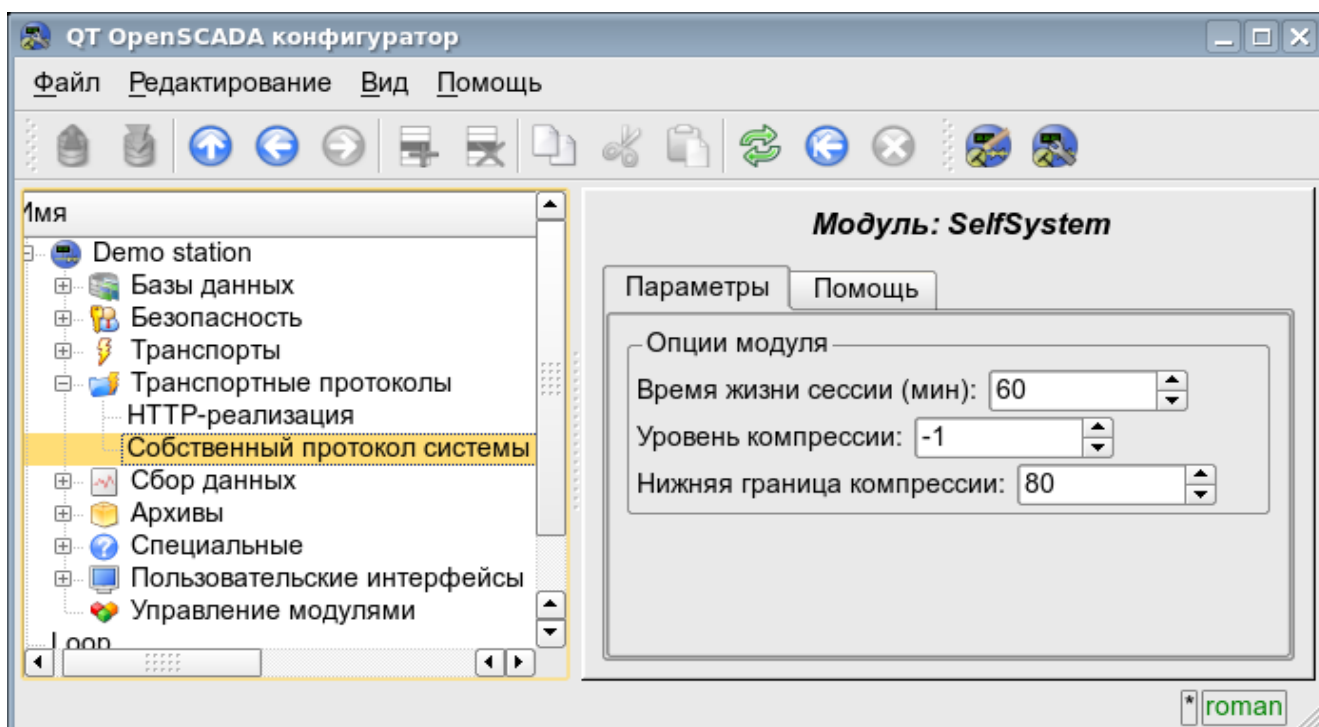 QT OpenSCADA конфигуратор
Файл Редактирование Вид Помощь
Имя
Demo station
Базы данных
Безопасность
Транспорты
Транспортные протоколы
HTTP-реализация
Собственный протокол системы
Сбор данных
Архивы
Специальные
Пользовательские интерфейсы
Управление модулями
Loop
Модуль: SelfSystem
Параметры Помощь
Опции модуля
Время жизни сессии (мин): 60
Уровень компрессии: -1
Нижняя граница компрессии: 80
* roman